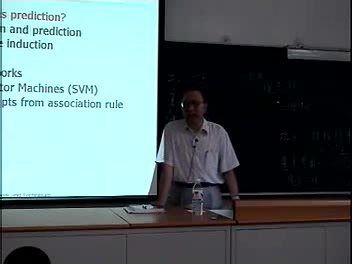 s prediction?
n and prediction
e induction
orks
tor Machines (SVM)
pts from association rule